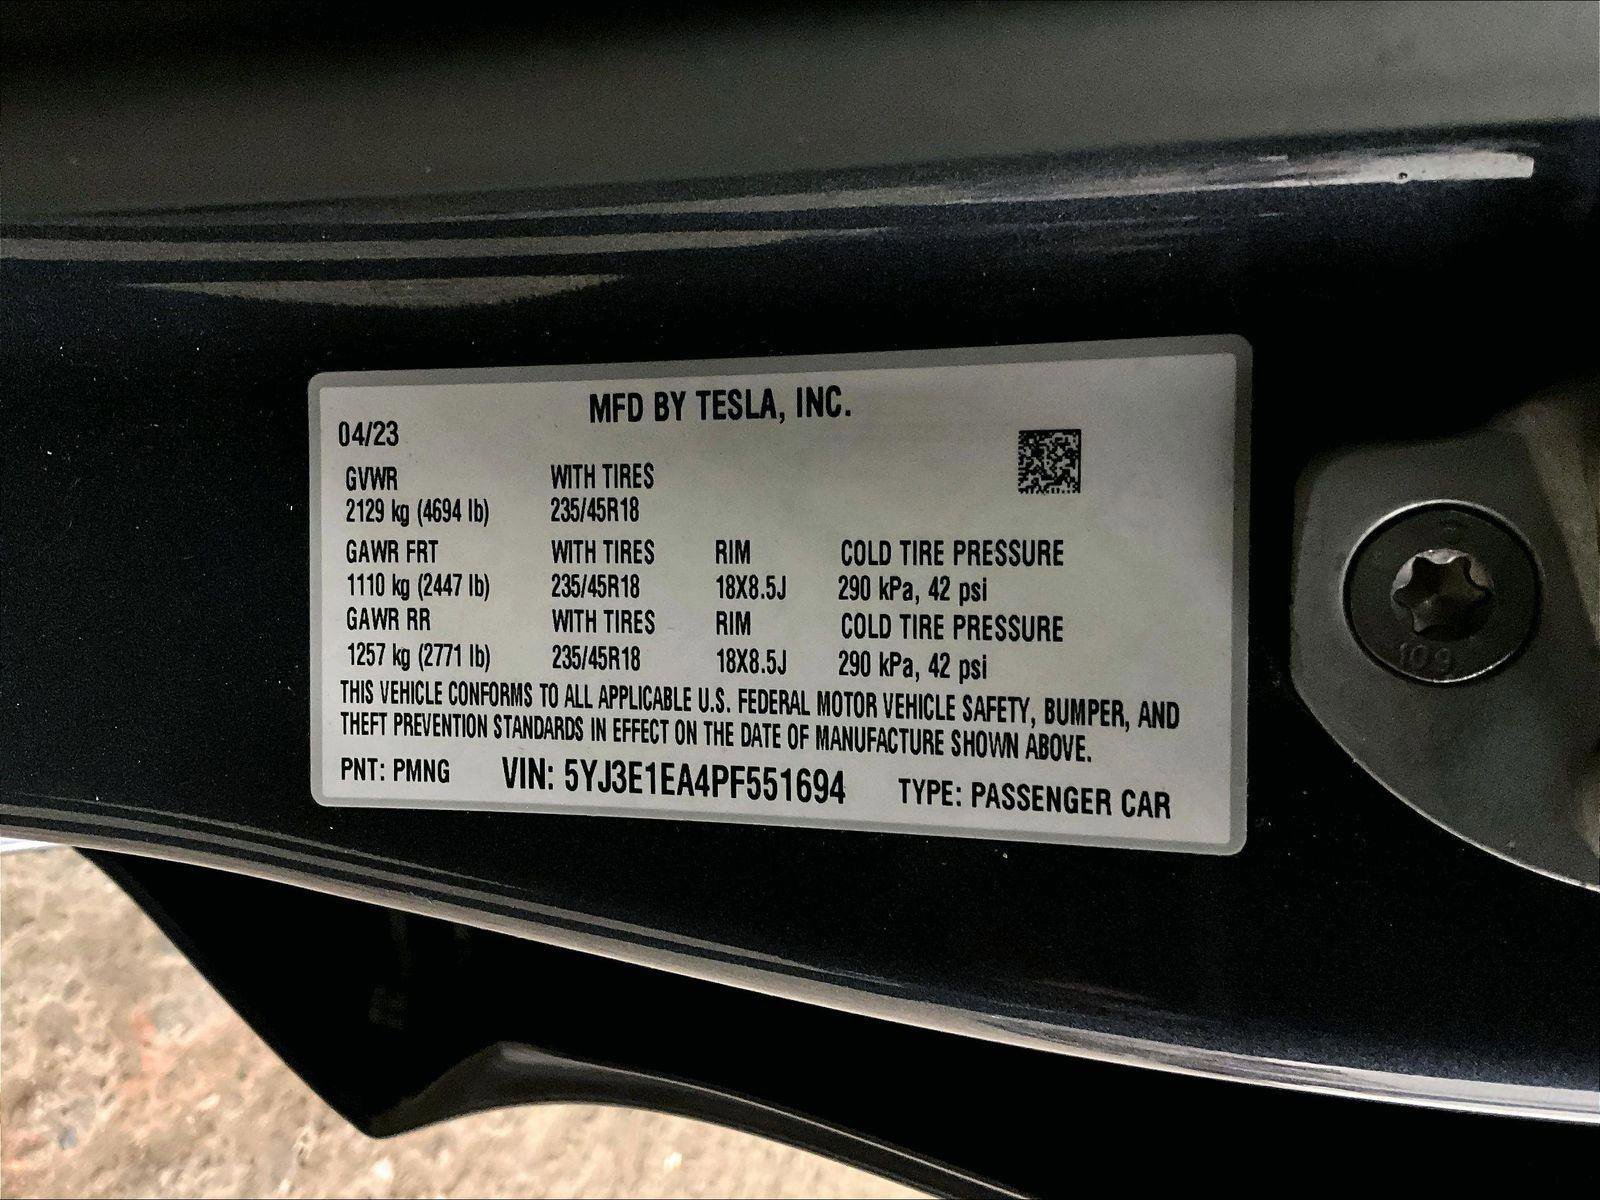 MFD BY TESLA, INC.
04/23
GVWR WITH TIRES
2129 kg (4694 lb) 235/45R18
GAWR FRT WITH TIRES RIM COLD TIRE PRESSURE
1110 kg (2447 lb) 235/45R18 18X8.5J 290 kPa, 42 psi
GAWR RR WITH TIRES RIM COLD TIRE PRESSURE
1257 kg (2771 lb) 235/45R18 18X8.5J 290 kPa, 42 psi
THIS VEHICLE CONFORMS TO ALL APPLICABLE U.S. FEDERAL MOTOR VEHICLE SAFETY, BUMPER, AND
THEFT PREVENTION STANDARDS IN EFFECT ON THE DATE OF MANUFACTURE SHOWN ABOVE.
PNT: PMNG VIN: 5YJ3E1EA4PF551694 TYPE: PASSENGER CAR
10 9